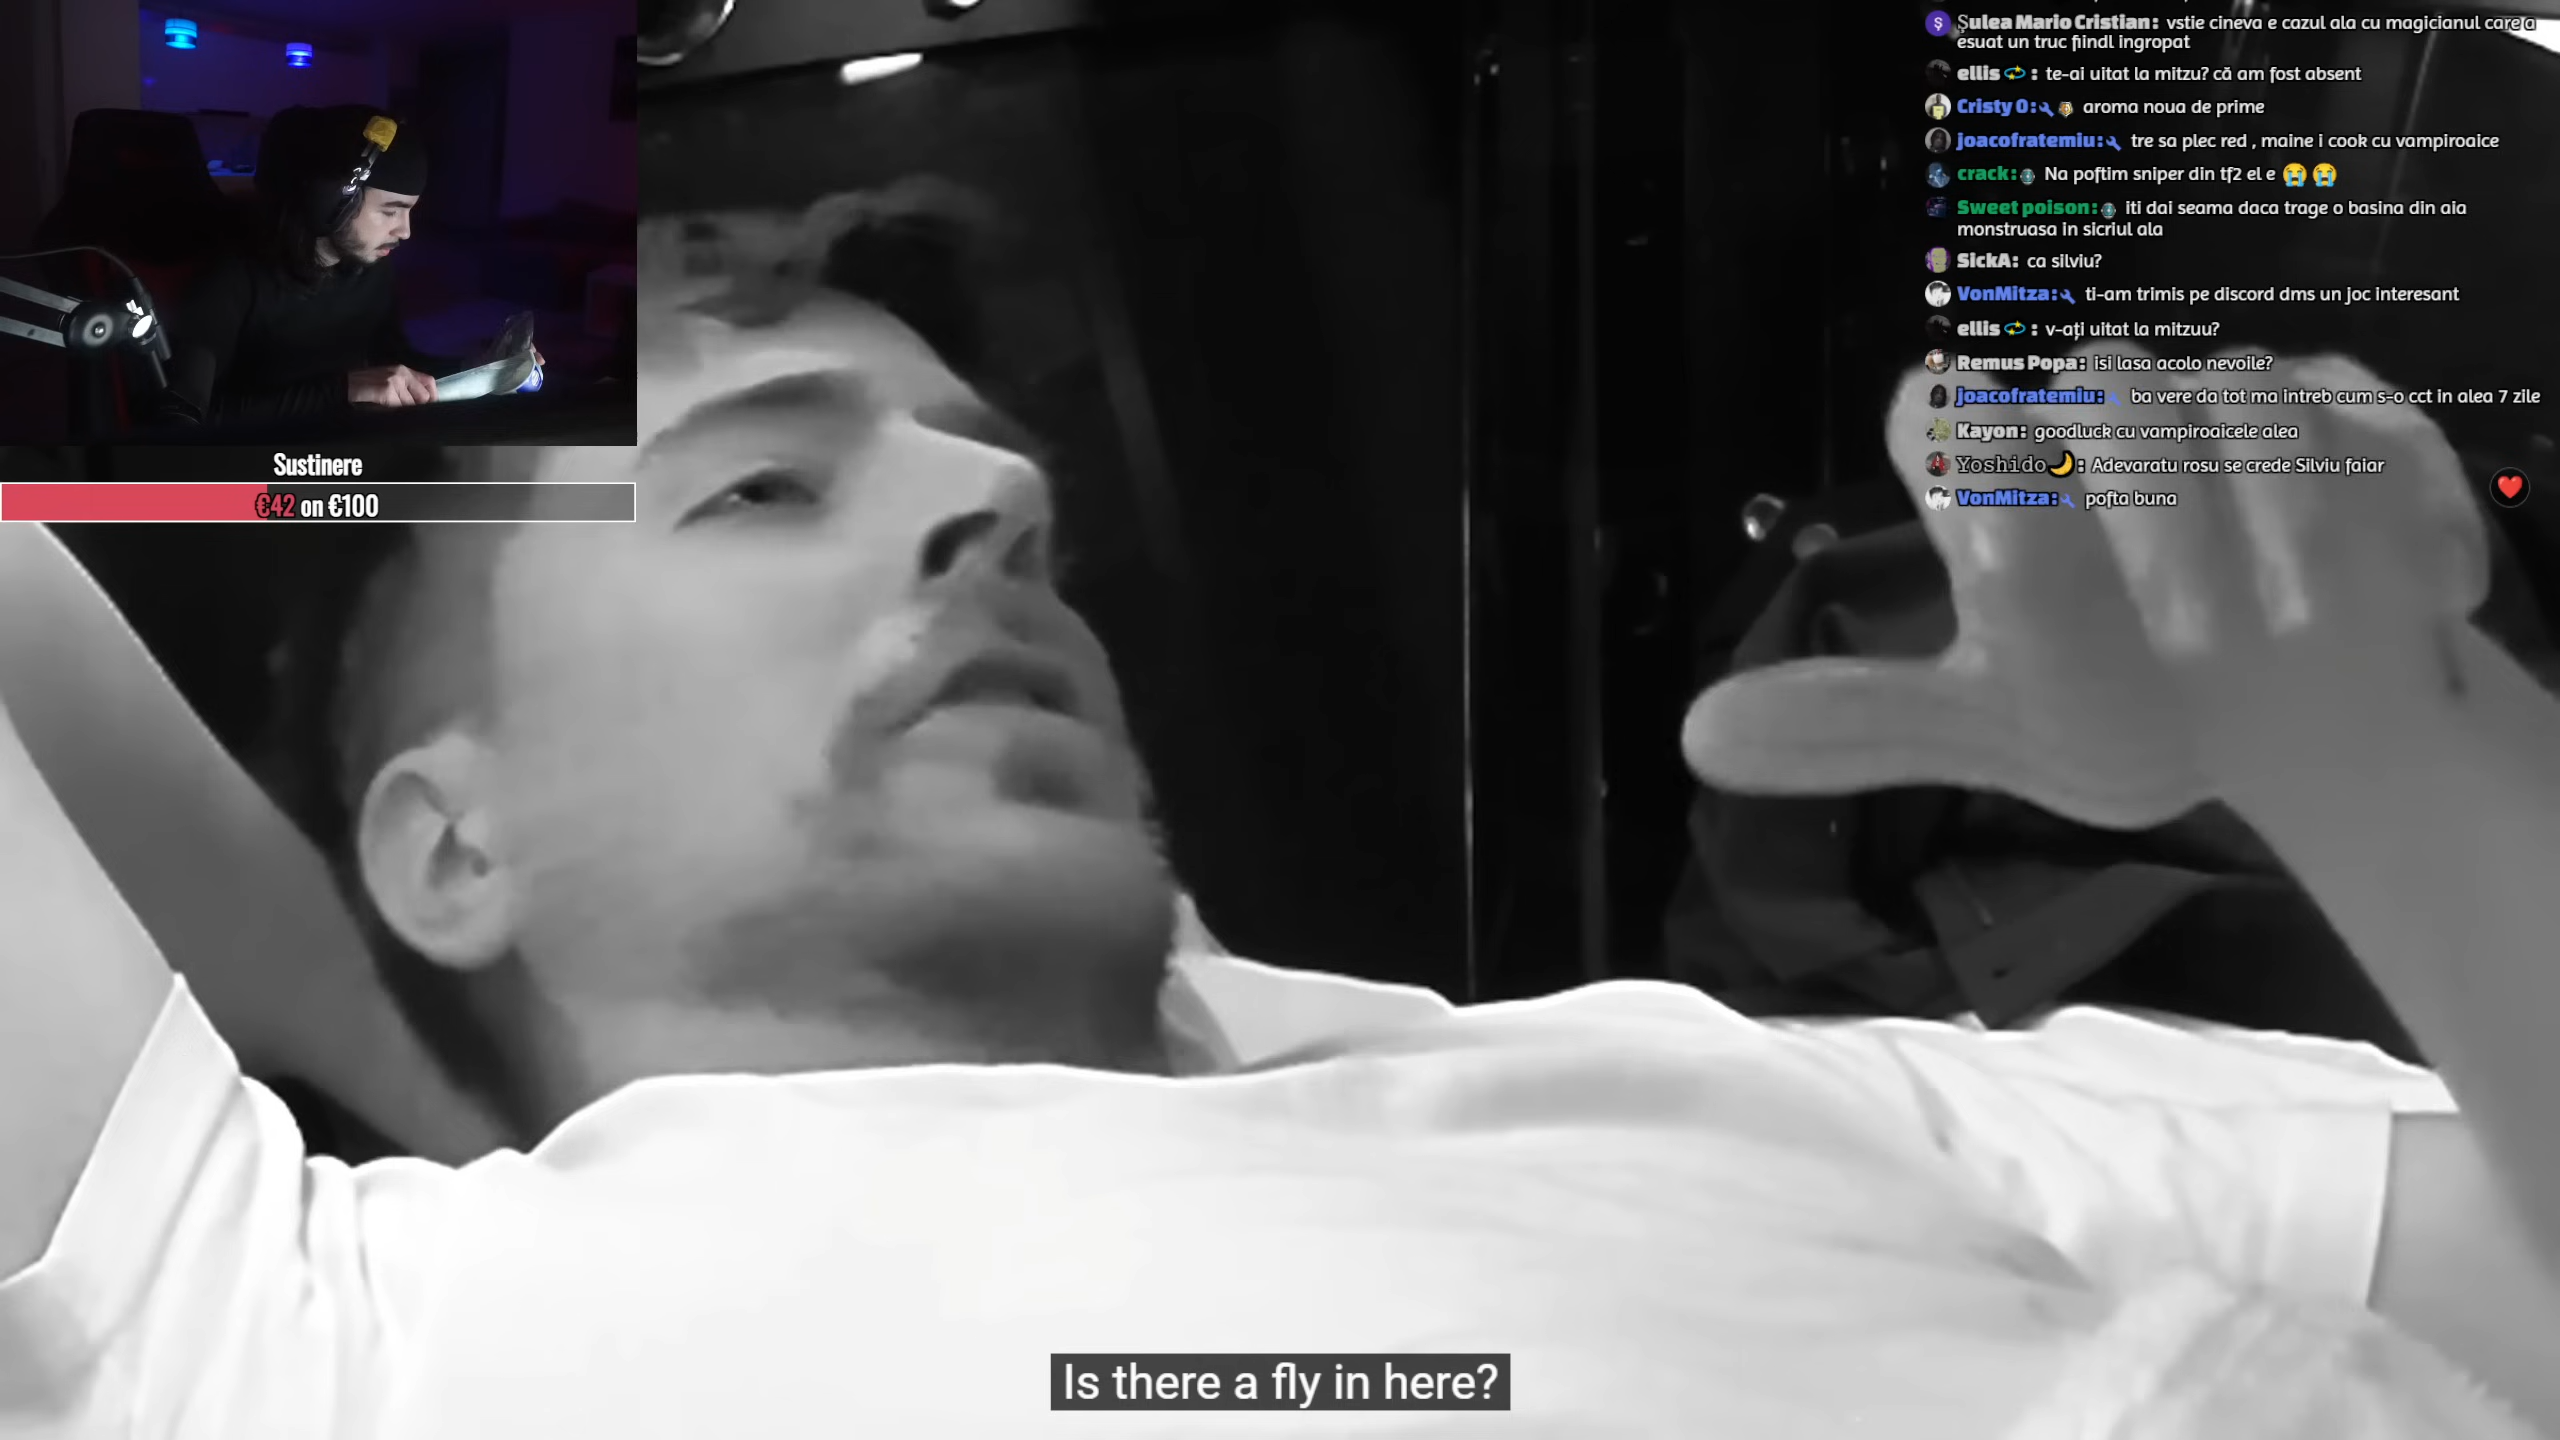 Șulea Mario Cristian: vstie cineva e cazul ala cu magicianul care a
esuat un truc fiindl ingropat
ellis💫: te-ai uitat la mitzu? că am fost absent
Cristy 0: aroma noua de prime
joacofratemiu: tre sa plec red , maine i cook cu vampiroaice
crack: Na poftim sniper din tf2 el e 😭😭
Sweet poison: iti dai seama daca trage o basina din aia
monstruasa in sicriul ala
SickA: ca silviu?
VonMitza: ti-am trimis pe discord dms un joc interesant
ellis💫: v-ați uitat la mitzuu?
Remus Popa: isi lasa acolo nevoile?
joacofratemiu: ba vere da tot ma intreb cum s-o cct in alea 7 zile
Kayon: goodluck cu vampiroaicele alea
Yoshido🌙: Adevaratu rosu se crede Silviu faiar
VonMitza: pofta buna
Sustinere
€42 on €100
Is there a fly in here?